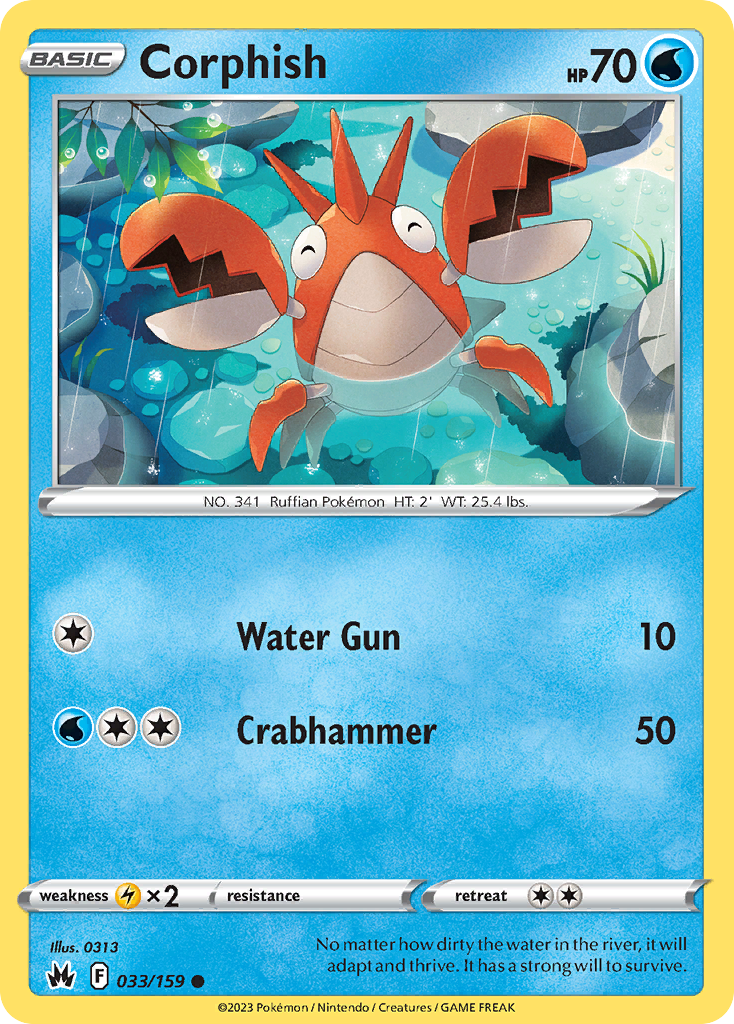 BASIC Corphish HP 70
NO. 341 Ruffian Pokémon HT: 2' WT: 25.4 lbs.
Water Gun 10
Crabhammer 50
weakness ×2 resistance retreat
Illus. 0313
No matter how dirty the water in the river, it will
adapt and thrive. It has a strong will to survive.
F 033/159
©2023 Pokémon / Nintendo / Creatures / GAME FREAK